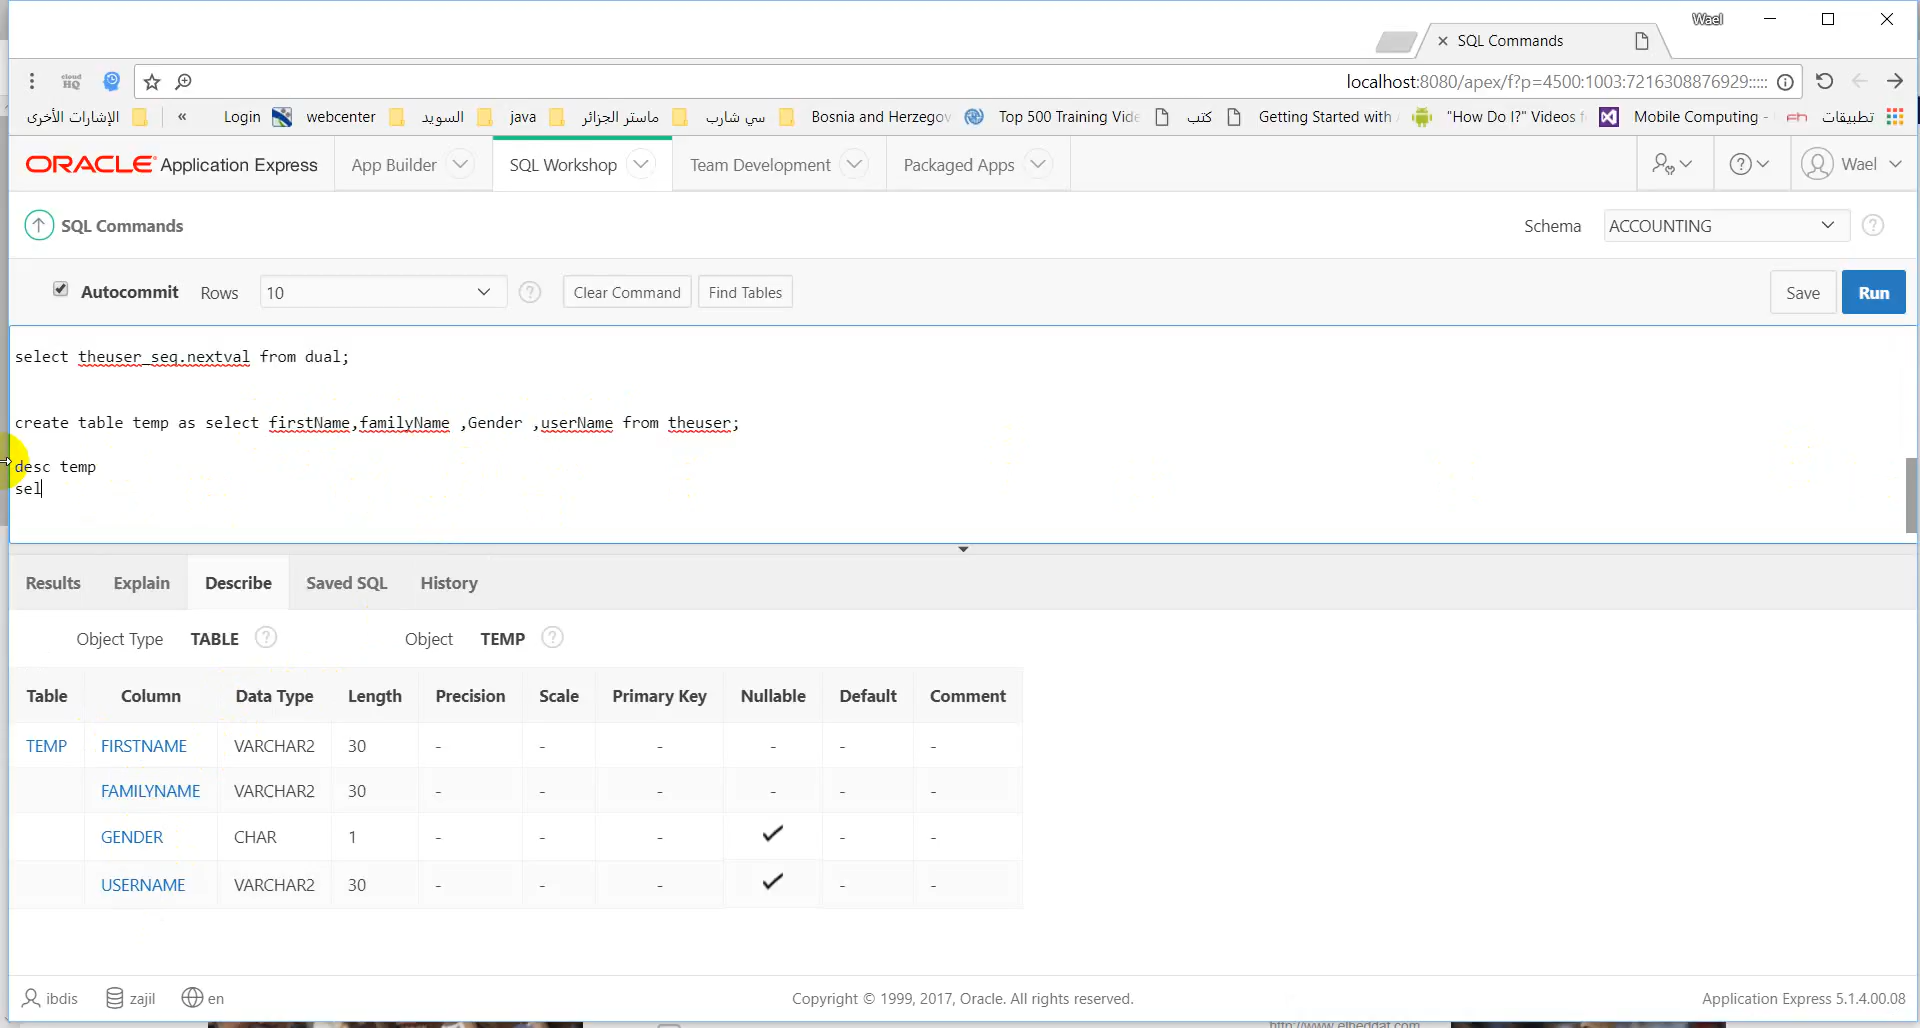 Wael
SQL Commands
cloud HQ
localhost:8080/apex/f?p=4500:1003:7216308876929:::::
الإشارات الأخرى
«
Login
webcenter
السويد
java
ماستر الجزائر
سي شارب
Bosnia and Herzegov
Top 500 Training Vide
كتب
Getting Started with
"How Do I?" Videos f
Mobile Computing -
تطبيقات
ORACLE Application Express
App Builder
SQL Workshop
Team Development
Packaged Apps
Wael
SQL Commands
Schema
ACCOUNTING
Autocommit
Rows
10
Clear Command
Find Tables
Save
Run
select theuser_seq.nextval from dual;
create table temp as select firstName,familyName ,Gender ,userName from theuser;
desc temp
sel
Results Explain Describe Saved SQL History
Object Type TABLE Object TEMP
Table Column Data Type Length Precision Scale Primary Key Nullable Default Comment
TEMP FIRSTNAME VARCHAR2 30 - - - - - -
FAMILYNAME VARCHAR2 30 - - - - - -
GENDER CHAR 1 - - - ✓ - -
USERNAME VARCHAR2 30 - - - ✓ - -
ibdis zajil en
Copyright © 1999, 2017, Oracle. All rights reserved.
Application Express 5.1.4.00.08